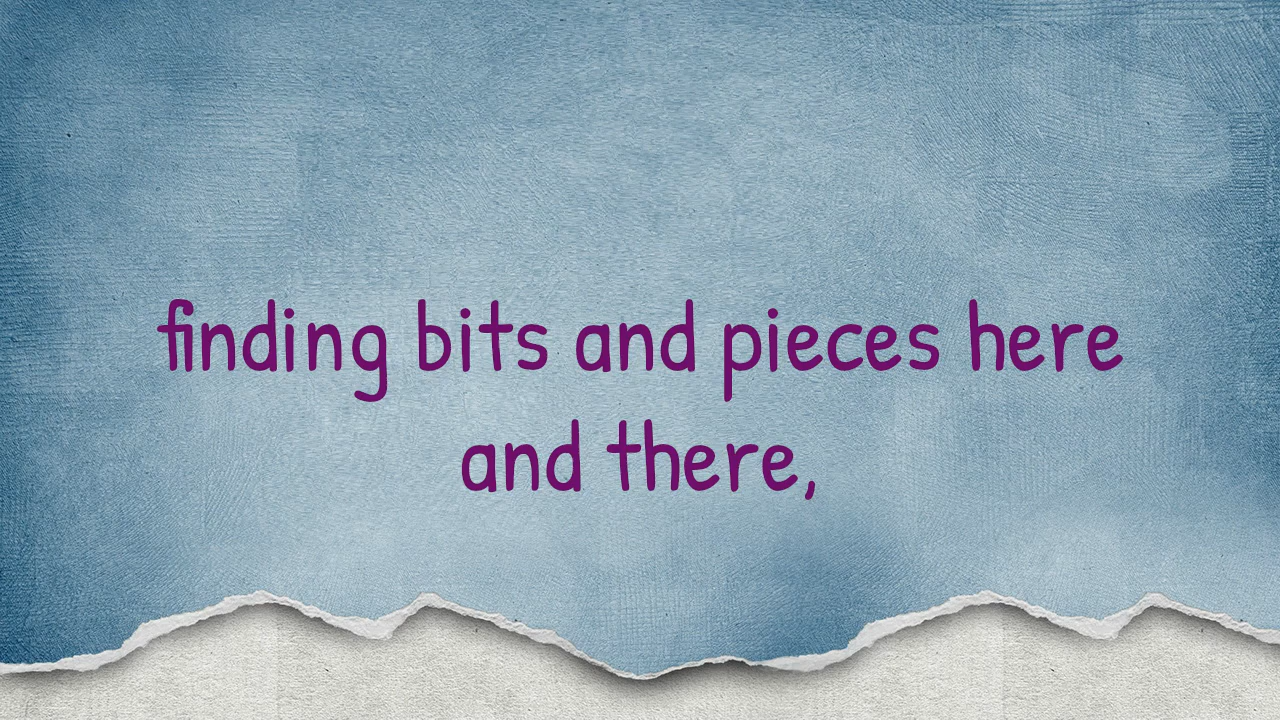 finding bits and pieces here
and there,